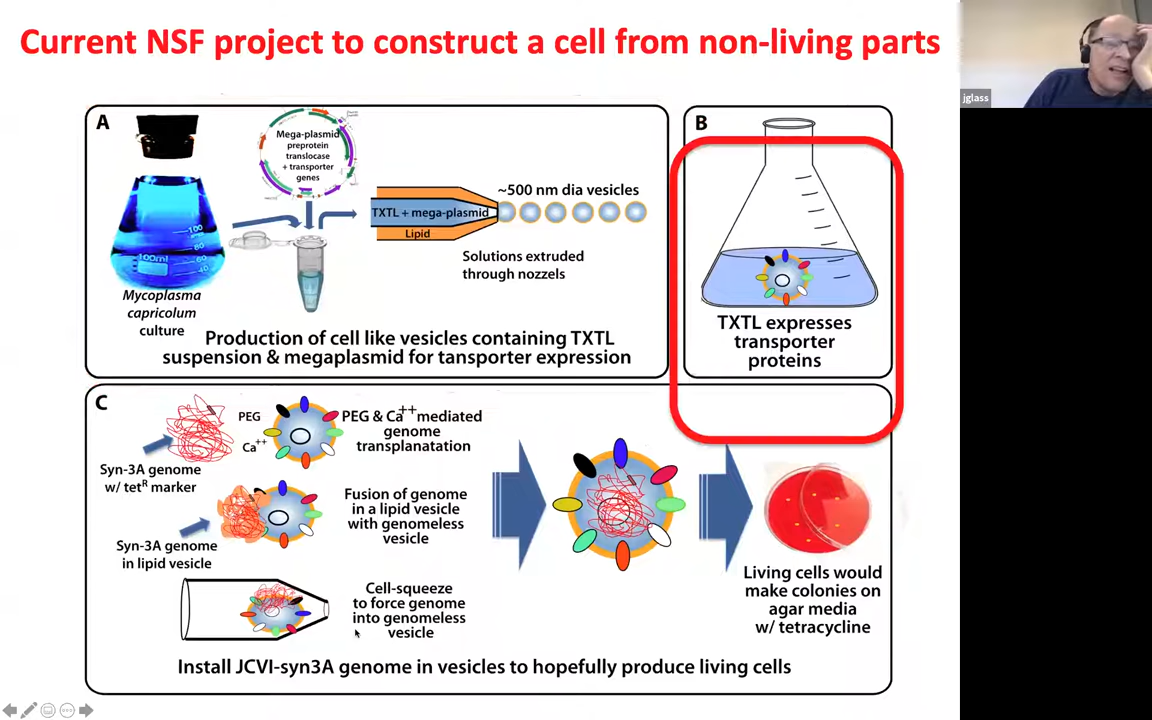 Current NSF project to construct a cell from non-living parts
jglass
A
Mega-plasmid
preprotein
translocase
+ transporter
genes
100
80
60
40
100ml
Mycoplasma
capricolum
culture
TXTL + mega-plasmid
Lipid
~500 nm dia vesicles
Solutions extruded
through nozzels
Production of cell like vesicles containing TXTL
suspension & megaplasmid for tansporter expression
B
TXTL expresses
transporter
proteins
C
Syn-3A genome
w/ tetR marker
PEG
Ca++
PEG & Ca++ mediated
genome
transplanatation
Syn-3A genome
in lipid vesicle
Fusion of genome
in a lipid vesicle
with genomeless
vesicle
Cell-squeeze
to force genome
into genomeless
vesicle
Living cells would
make colonies on
agar media
w/ tetracycline
Install JCVI-syn3A genome in vesicles to hopefully produce living cells